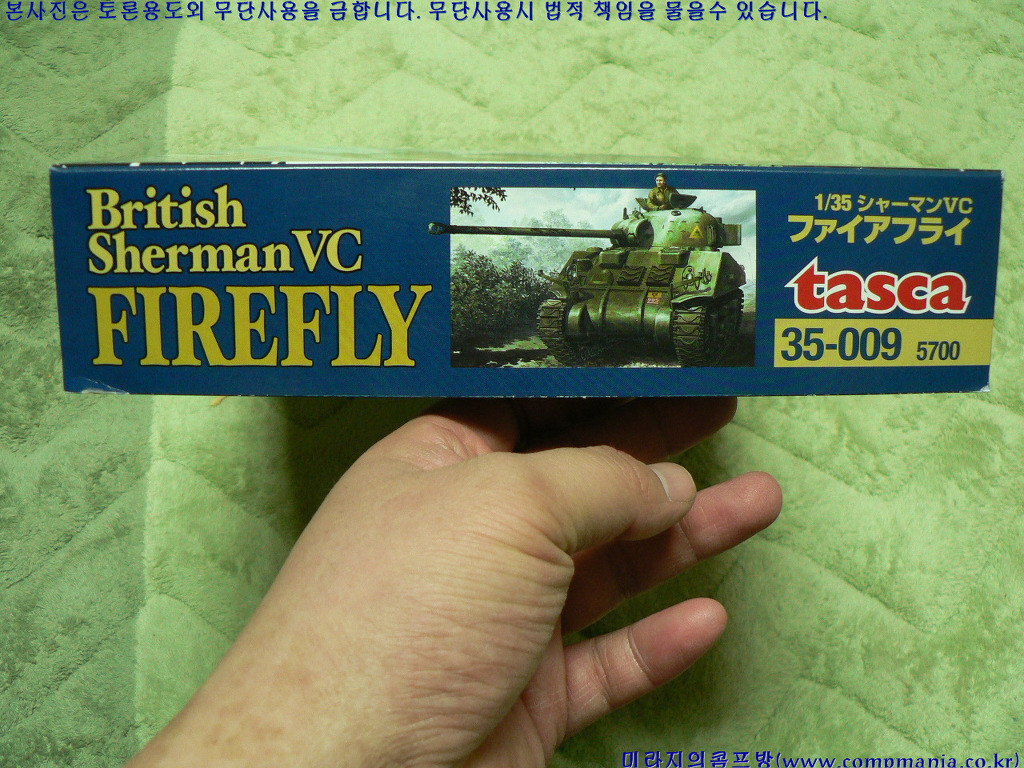 본사진은 토론용도외 무단사용을 금합니다. 무단사용시 법적 책임을 물을수 있습니다.
British
Sherman VC
FIREFLY
1/35 シャーマンVC
ファイアフライ
tasca
35-009 5700
미라지의콤프방(www.compmania.co.kr)